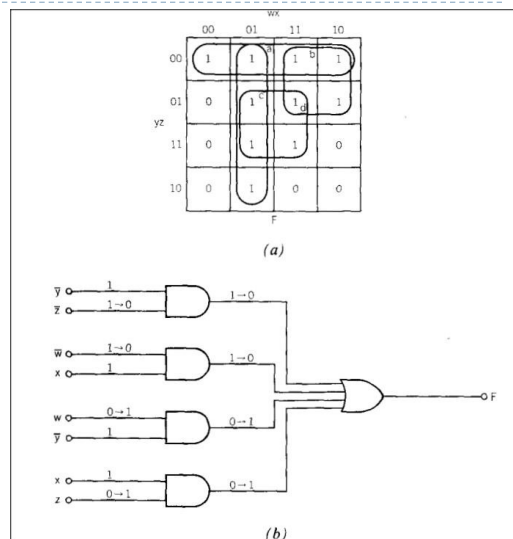 wx
00 01 11 10
00 1 1 a 1 b 1
01 0 1 c 1 d 1
yz
11 0 1 1 0
10 0 1 0 0
F
(a)
y̅ 1
z̅ 1→0
1→0
w̅ 1→0
x 1
1→0
w 0→1
y̅ 1
0→1
x 1
z 0→1
0→1
F
(b)